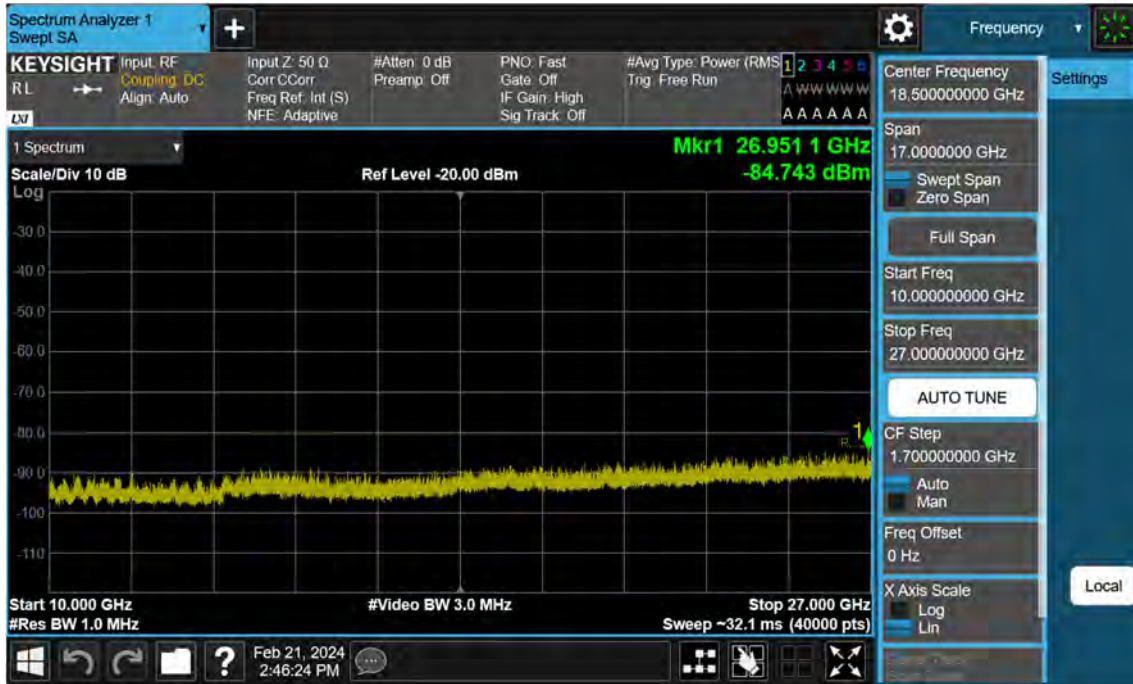 Spectrum Analyzer 1
Swept SA
+
Frequency
KEYSIGHT
RL
LXI
Input: RF
Coupling: DC
Align: Auto
Input Z: 50 Ω
Corr CCorr
Freq Ref: Int (S)
NFE: Adaptive
#Atten: 0 dB
Preamp: Off
PNO: Fast
Gate: Off
IF Gain: High
Sig Track: Off
#Avg Type: Power (RMS
Trig: Free Run
1 2 3 4 5 6
A W W W W W
A A A A A A
1 Spectrum
Scale/Div 10 dB
Ref Level -20.00 dBm
Mkr1 26.951 1 GHz
-84.743 dBm
Log
-30.0
-40.0
-50.0
-60.0
-70.0
-80.0
-90.0
-100
-110
1
Start 10.000 GHz
#Res BW 1.0 MHz
#Video BW 3.0 MHz
Stop 27.000 GHz
Sweep ~32.1 ms (40000 pts)
Center Frequency
18.500000000 GHz
Span
17.0000000 GHz
Swept Span
Zero Span
Full Span
Start Freq
10.000000000 GHz
Stop Freq
27.000000000 GHz
AUTO TUNE
CF Step
1.700000000 GHz
Auto
Man
Freq Offset
0 Hz
X Axis Scale
Log
Lin
Settings
Local
?
Feb 21, 2024
2:46:24 PM